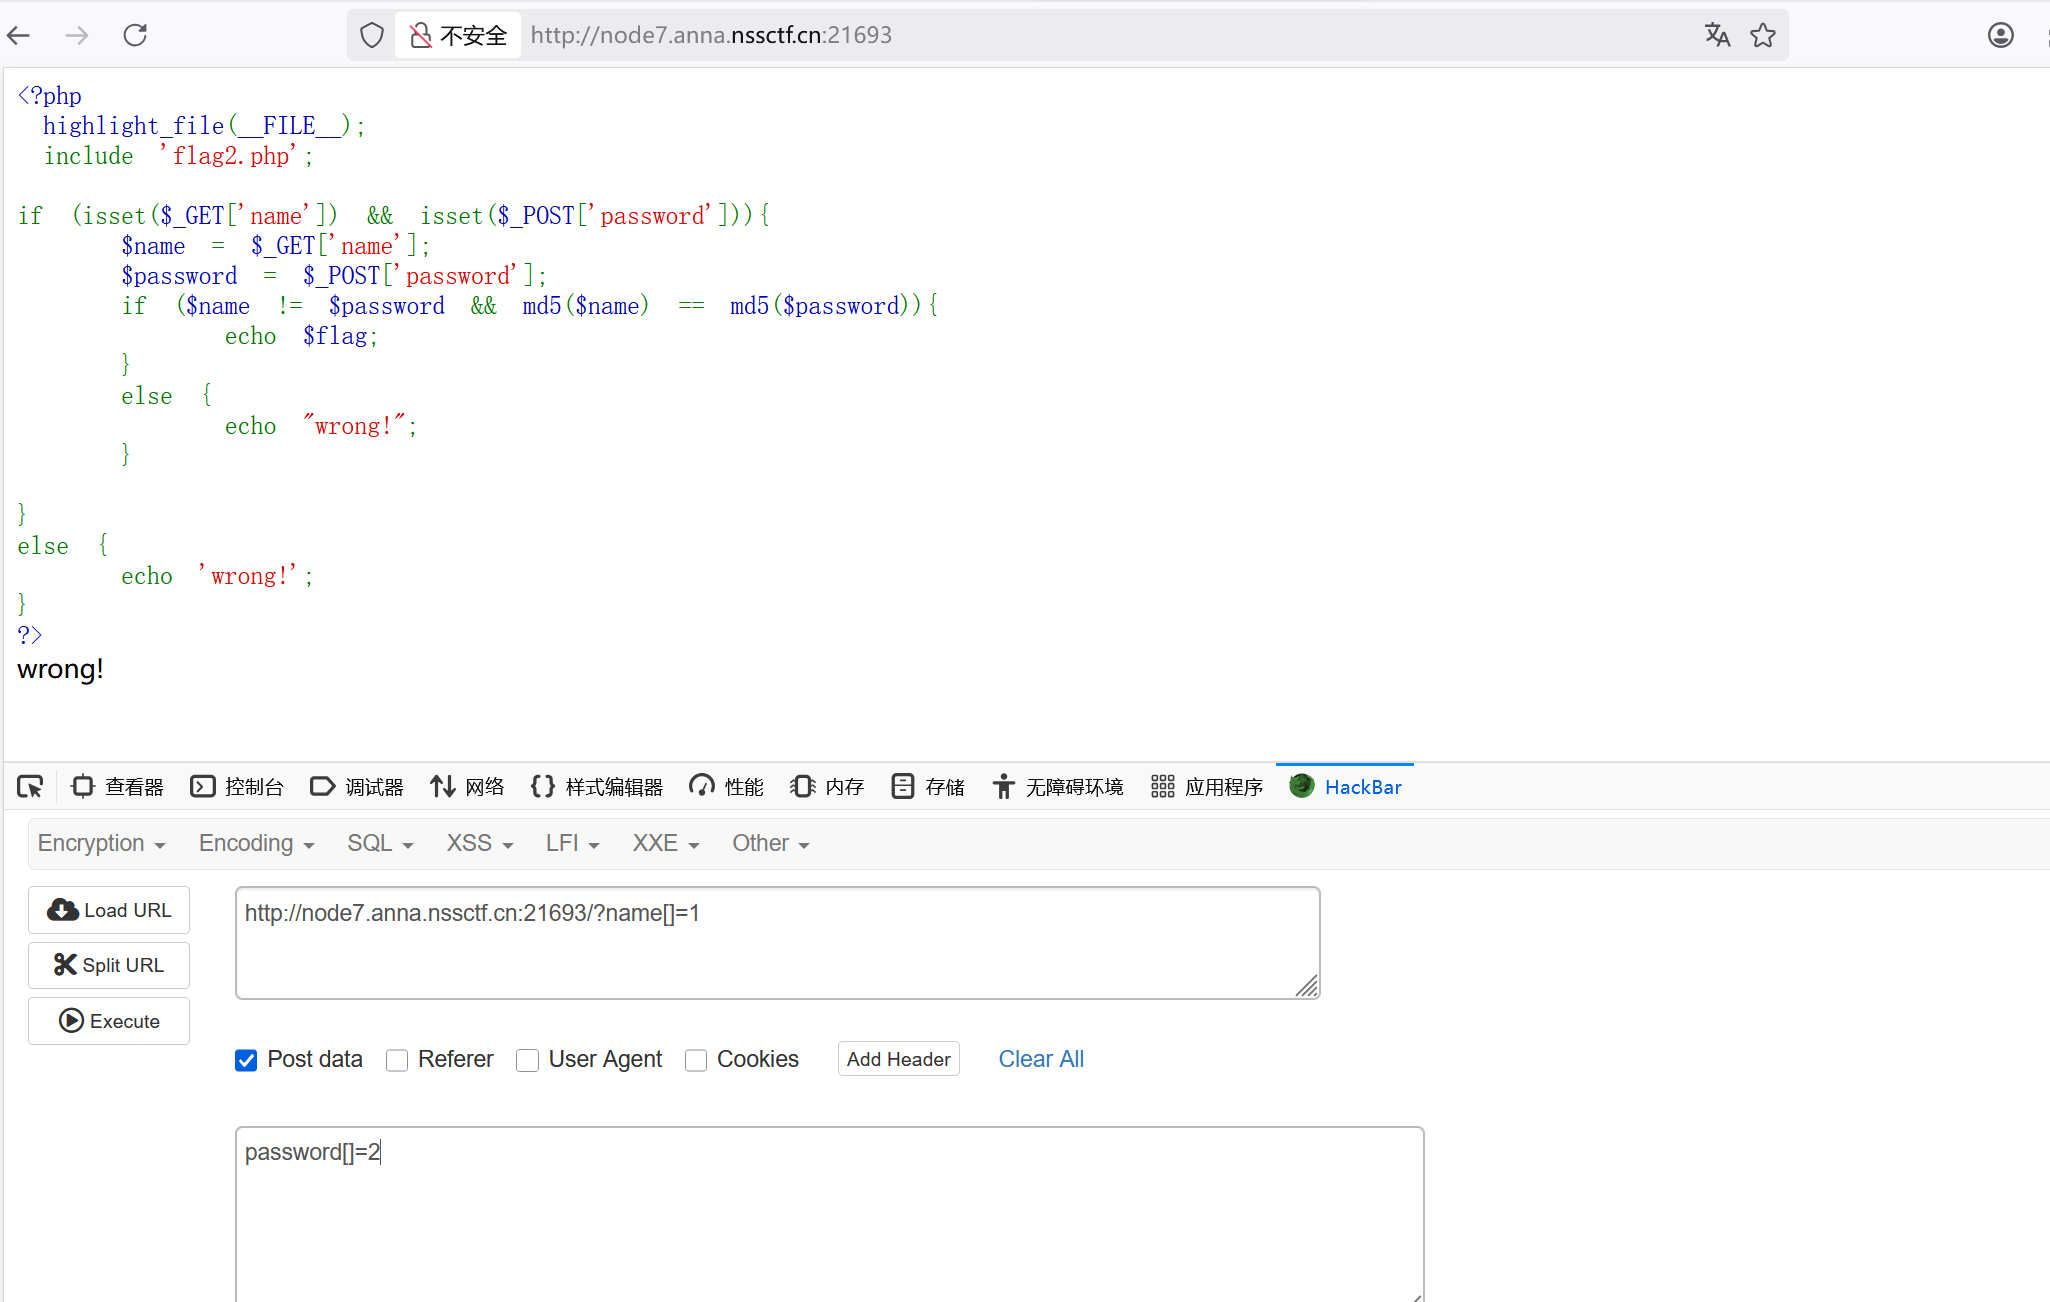 不安全 http://node7.anna.nssctf.cn:21693
<?php
highlight_file(__FILE__);
include 'flag2.php';
if (isset($_GET['name']) && isset($_POST['password'])){
$name = $_GET['name'];
$password = $_POST['password'];
if ($name != $password && md5($name) == md5($password)){
echo $flag;
}
else {
echo "wrong!";
}
}
else {
echo 'wrong!';
}
?>
wrong!
查看器 控制台 调试器 网络 样式编辑器 性能 内存 存储 无障碍环境 应用程序 HackBar
Encryption Encoding SQL XSS LFI XXE Other
Load URL
http://node7.anna.nssctf.cn:21693/?name[]=1
Split URL
Execute
Post data Referer User Agent Cookies Add Header Clear All
password[]=2